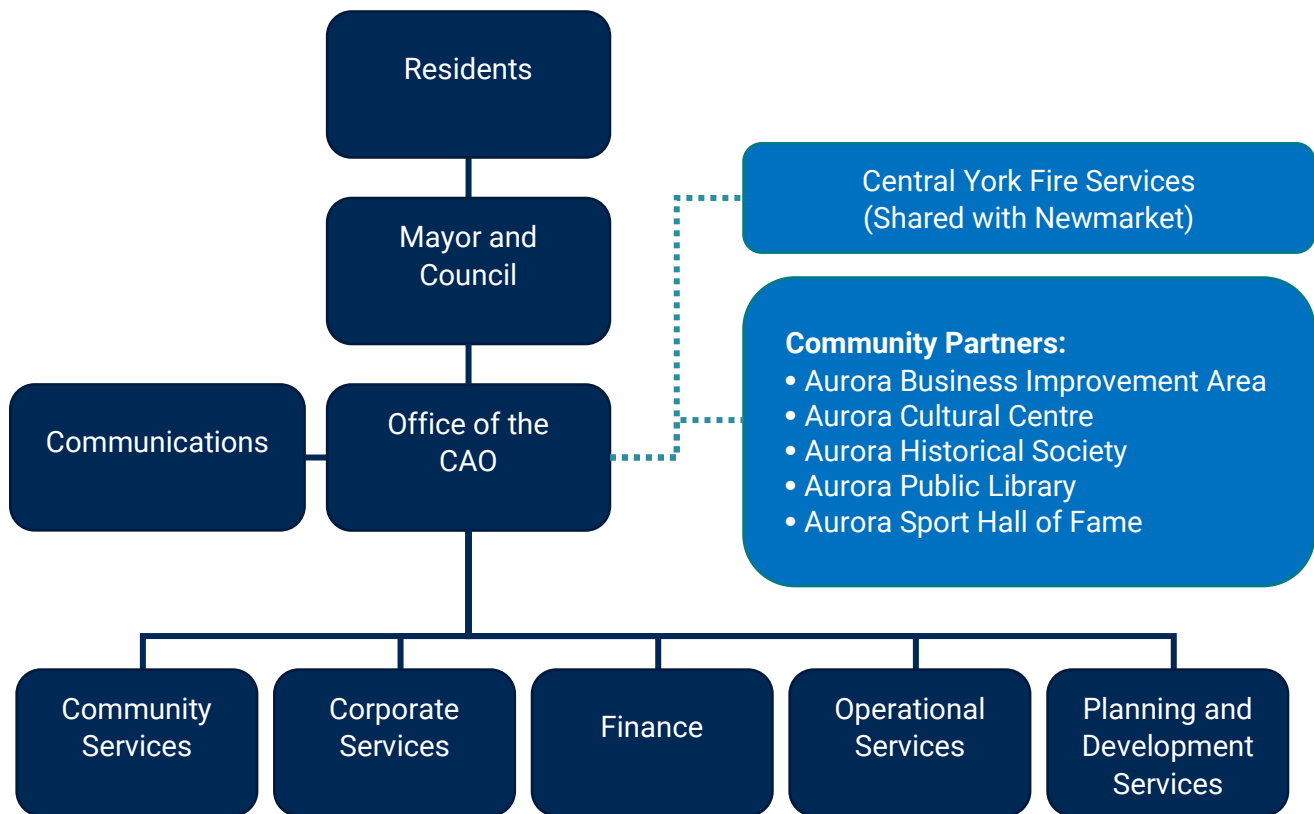 Residents
Mayor and
Council
Central York Fire Services
(Shared with Newmarket)
Communications
Office of the
CAO
Community Partners:
• Aurora Business Improvement Area
• Aurora Cultural Centre
• Aurora Historical Society
• Aurora Public Library
• Aurora Sport Hall of Fame
Community
Services
Corporate
Services
Finance
Operational
Services
Planning and
Development
Services